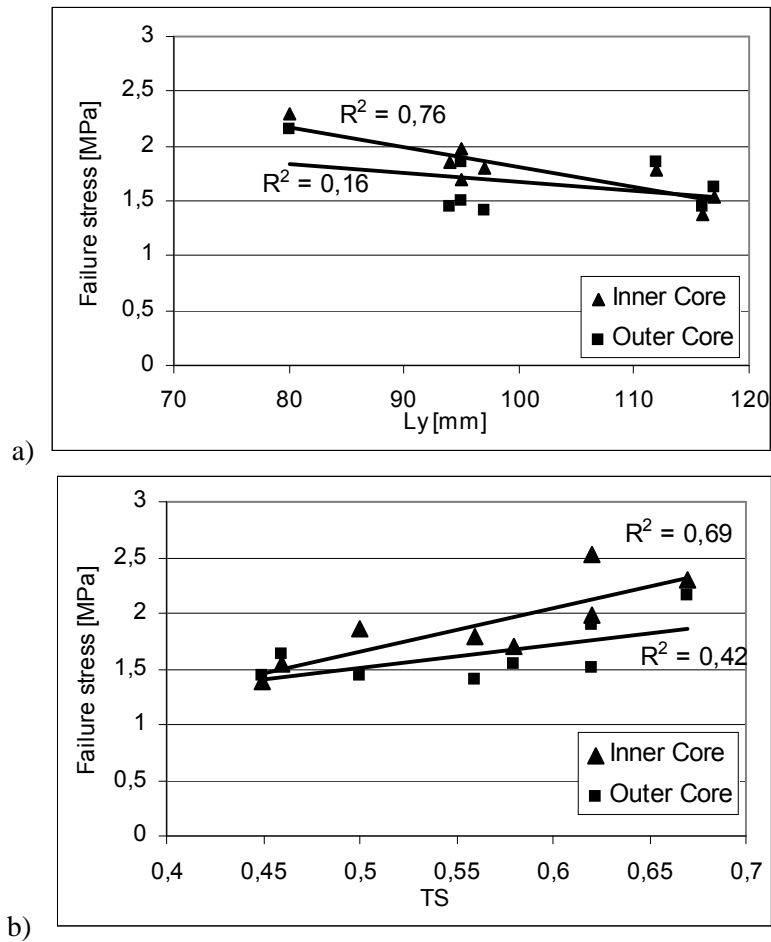 3
2,5
2
1,5
1
0,5
0
Failure stress [MPa]
R² = 0,76
R² = 0,16
Inner Core
Outer Core
70 80 90 100 110 120
Ly [mm]
a)
3
2,5
2
1,5
1
0,5
0
Failure stress [MPa]
R² = 0,69
R² = 0,42
Inner Core
Outer Core
0,4 0,45 0,5 0,55 0,6 0,65 0,7
TS
b)